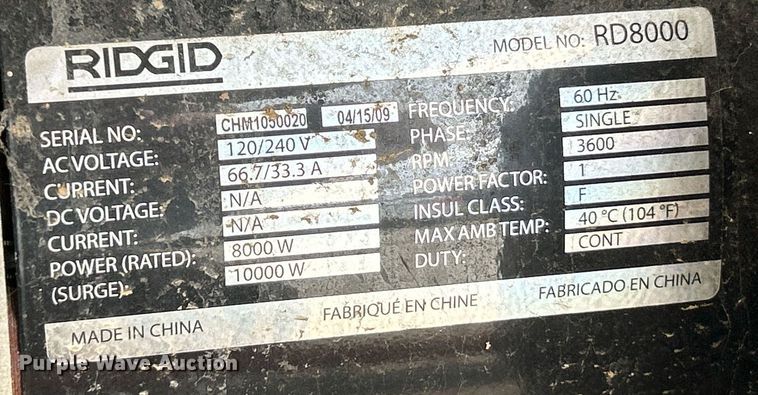 RIDGID
MODEL NO: RD8000
SERIAL NO: CHM1050020 04/15/09
AC VOLTAGE: 120/240 V
CURRENT: 66.7/33.3 A
DC VOLTAGE: N/A
CURRENT: N/A
POWER (RATED): 8000 W
(SURGE): 10000 W
FREQUENCY: 60 Hz
PHASE: SINGLE
RPM: 3600
POWER FACTOR: 1
INSUL CLASS: F
MAX AMB TEMP: 40 °C (104 °F)
DUTY: CONT
MADE IN CHINA FABRIQUÉ EN CHINE FABRICADO EN CHINA
Purple Wave Auction